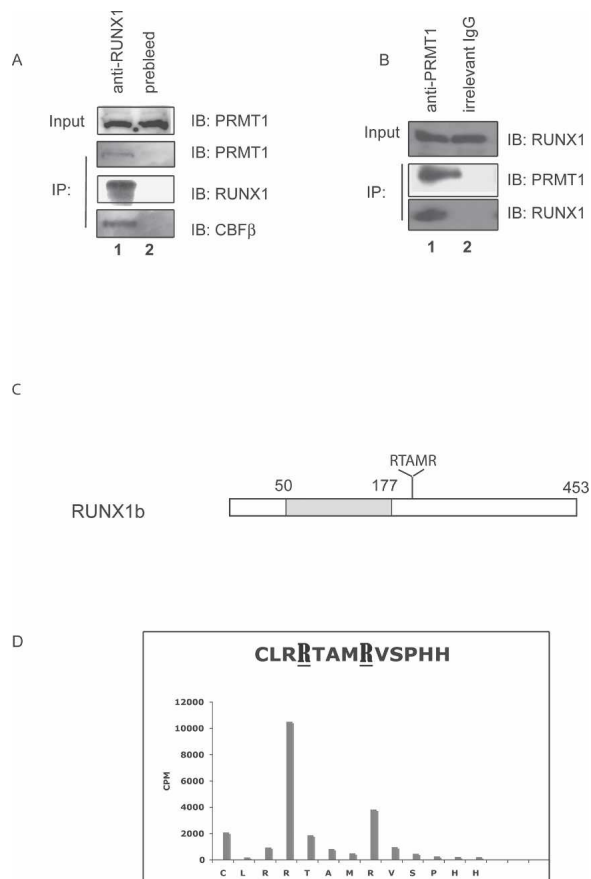 A
anti-RUNX1
prebleed
Input
IB: PRMT1
IB: PRMT1
IP:
IB: RUNX1
IB: CBFβ
1 2
B
anti-PRMT1
irrelevant IgG
Input
IB: RUNX1
IP:
IB: PRMT1
IB: RUNX1
1 2
C
RTAMR
50 177 453
RUNX1b
D
CLRRTAMRVSPHH
12000
10000
8000
6000
4000
2000
0
CPM
C L R R T A M R V S P H H